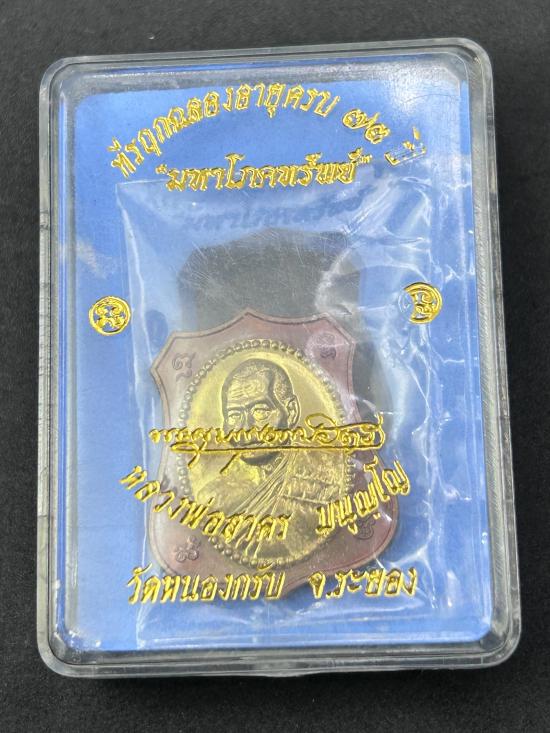 ที่ระฤกฉลองอายุครบ ๗๓ ปี
"มหาโภคทรัพย์"
หลวงพ่อสาคร มนุญฺโญ
วัดหนองกรับ จ.ระยอง